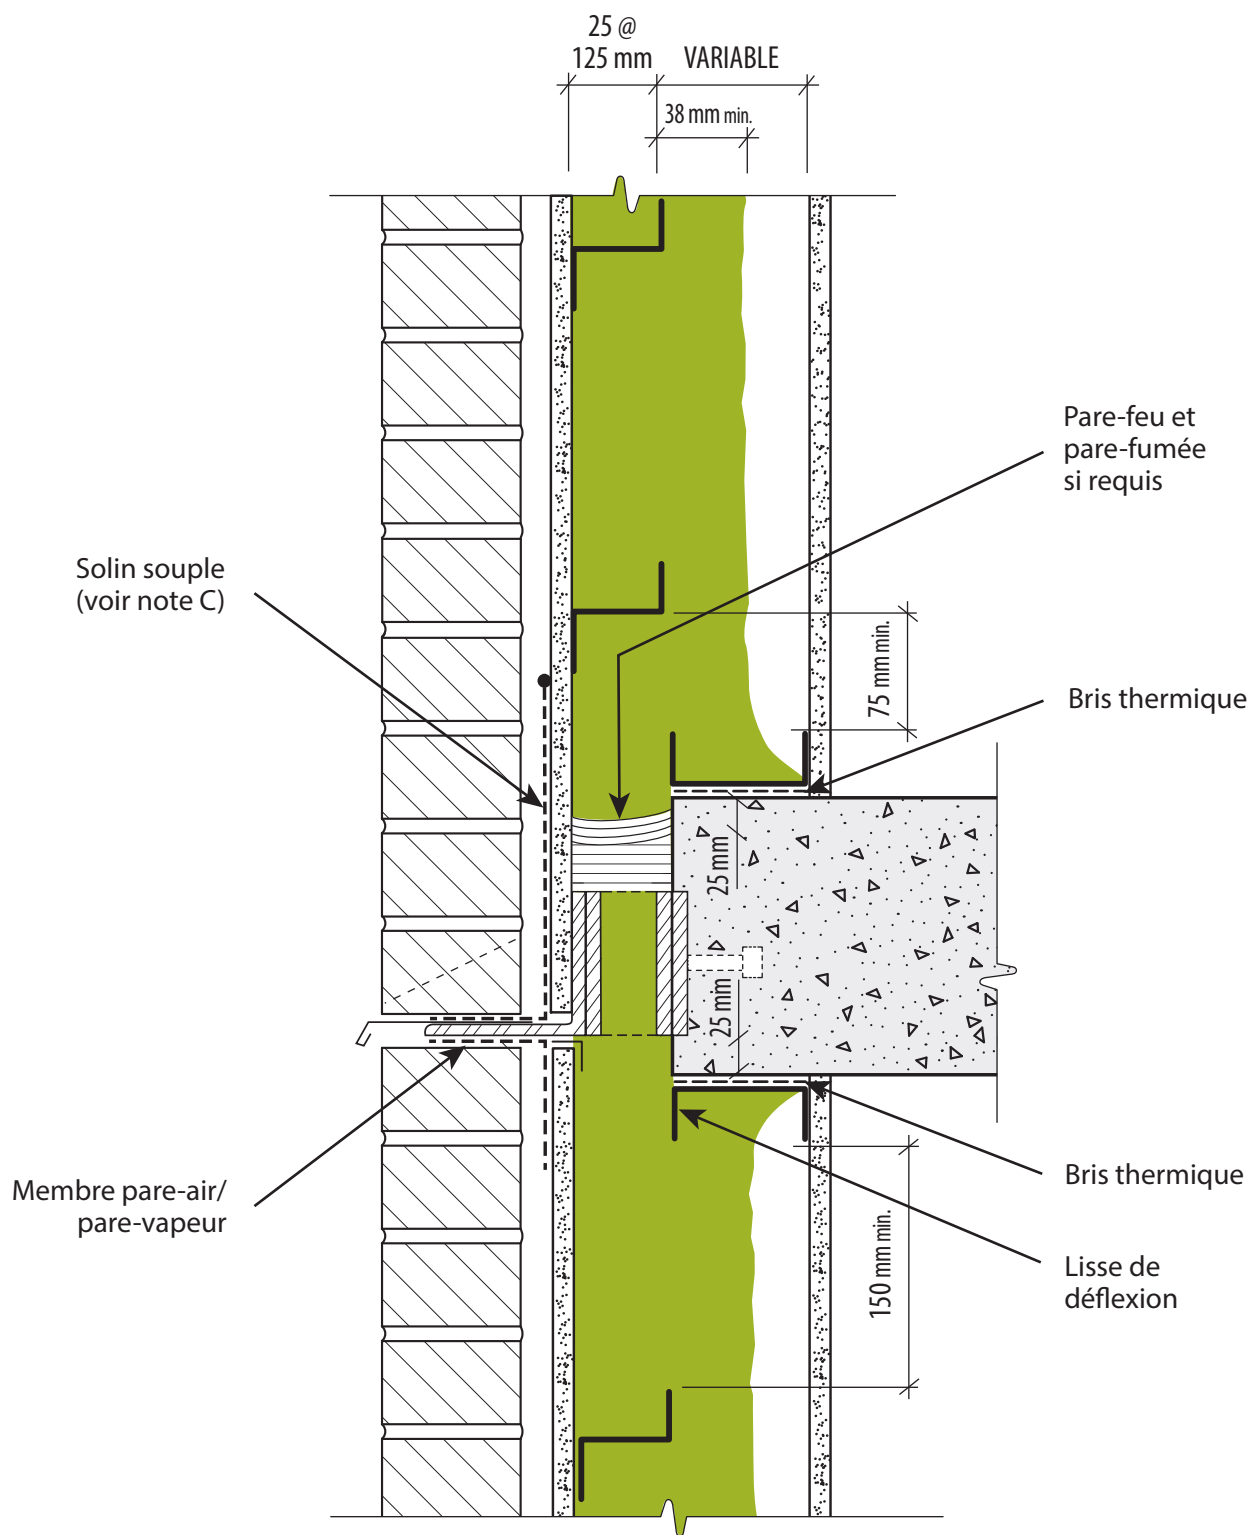 25 @
125 mm
VARIABLE
38 mm min.
Pare-feu et
pare-fumée
si requis
Solin souple
(voir note C)
75 mm min.
Bris thermique
25 mm
25 mm
Membre pare-air/
pare-vapeur
Bris thermique
150 mm min.
Lisse de
déflexion